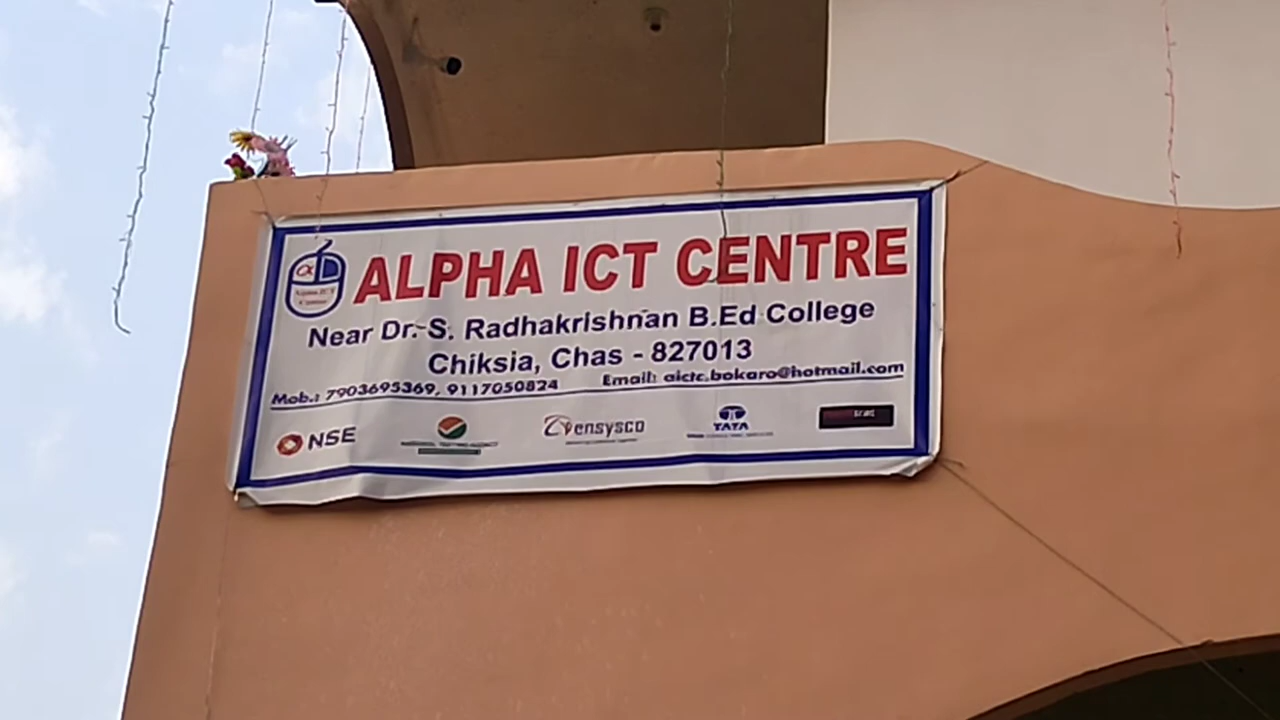 ALPHA ICT CENTRE
Near Dr. S. Radhakrishnan B.Ed College
Chiksia, Chas - 827013
Mob.: 7903695369, 9117050824 Email: aictc.bokaro@hotmail.com
NSE ensysco TATA